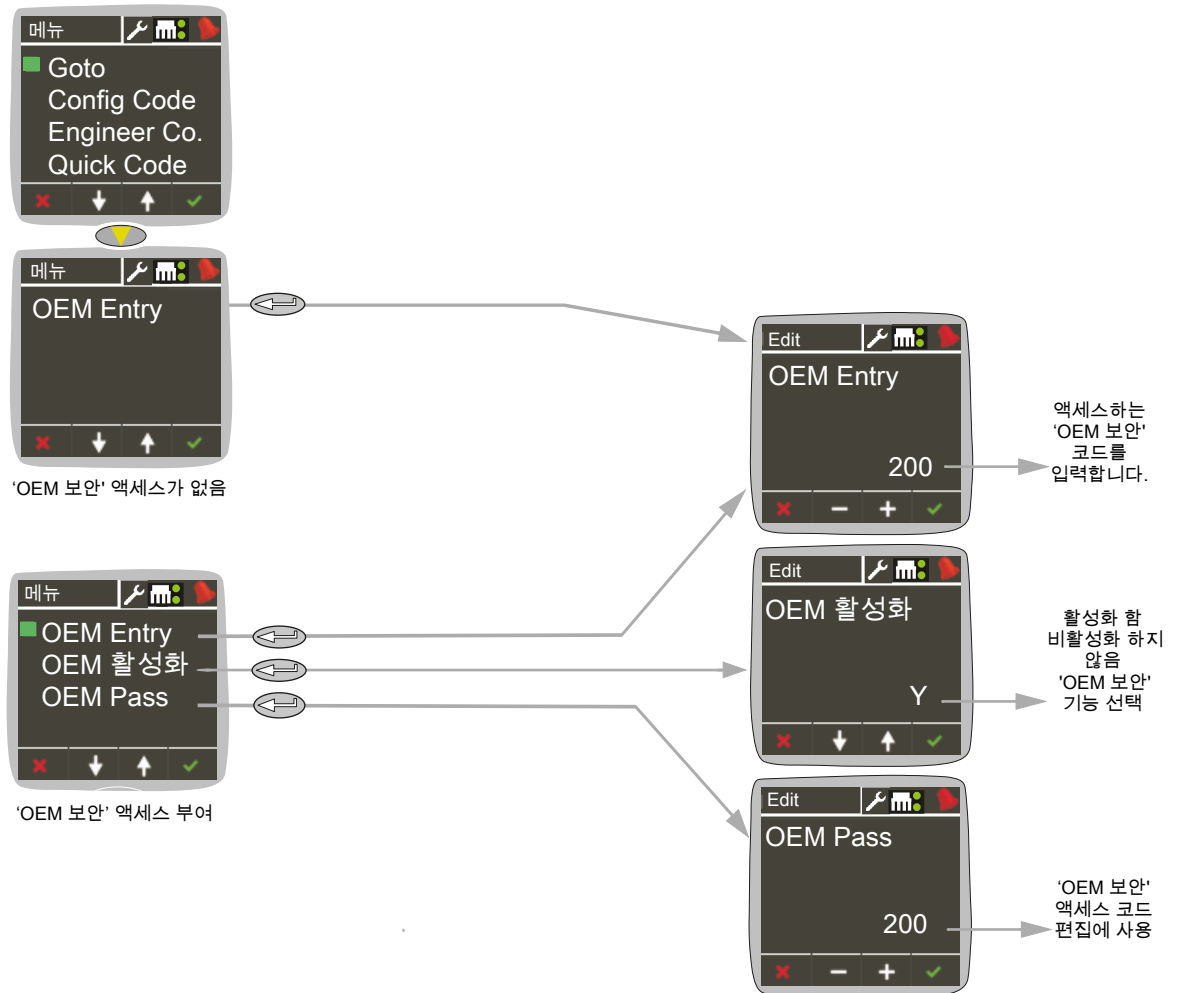 메뉴
Goto
Config Code
Engineer Co.
Quick Code
메뉴
OEM Entry
'OEM 보안' 액세스가 없음
Edit
OEM Entry
200
액세스하는
‘OEM 보안'
코드를
입력합니다.
메뉴
OEM Entry
OEM 활성화
OEM Pass
‘OEM 보안’ 액세스 부여
Edit
OEM 활성화
Y
활성화 함
비활성화 하지
않음
'OEM 보안'
기능 선택
Edit
OEM Pass
200
‘OEM 보안'
액세스 코드
편집에 사용